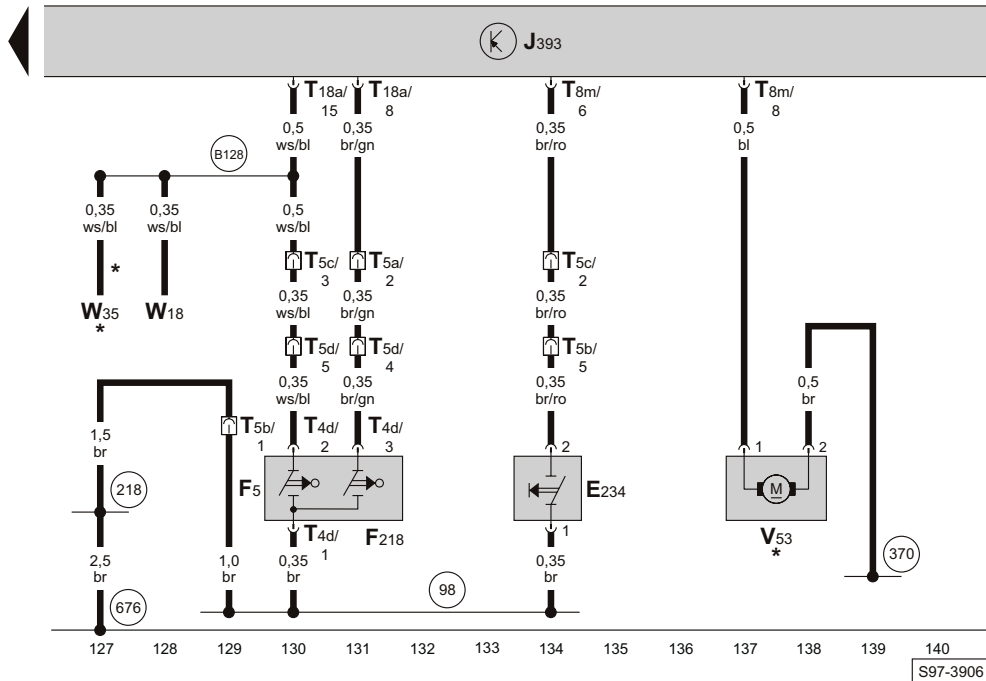 J393
T18a/ T18a/ T8m/ T8m/
15 8 6 8
0,5 0,35 0,35 0,5
ws/bl br/gn br/ro bl
B128
0,35 0,35 0,5
ws/bl ws/bl ws/bl
*
T5c/ T5a/ T5c/
3 2 2
W35 W18
*
0,35 0,35 0,35
ws/bl br/gn br/ro
T5d/ T5d/ T5b/
5 4 5
0,35 0,35 0,35 0,5
ws/bl br/gn br/ro br
T5b/ T4d/ T4d/
1 2 3 2 1 2
1,5
br
F5 E234 M
218
T4d/ F218 1 V53
1 *
2,5 1,0 0,35 0,35
br br br br
370
98
676
127 128 129 130 131 132 133 134 135 136 137 138 139 140
S97-3906